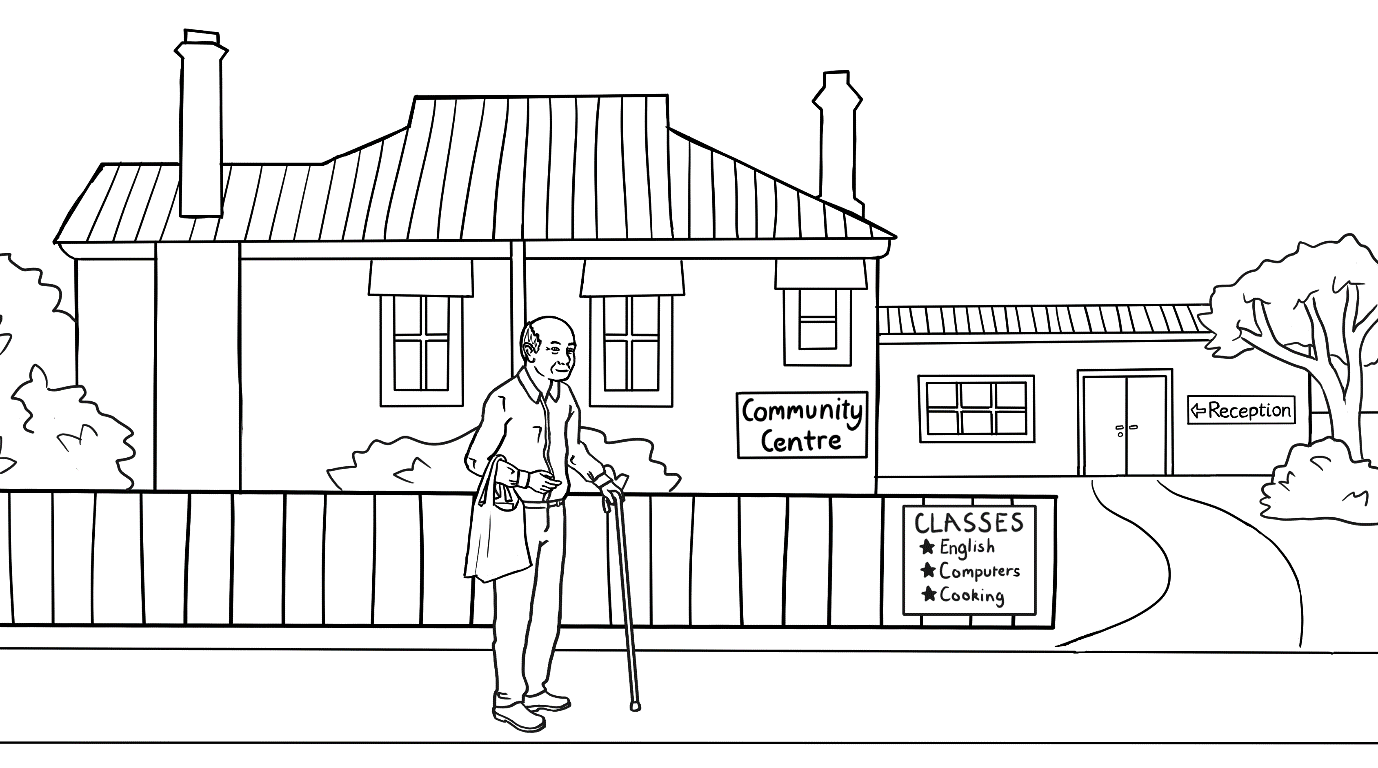 Community
Centre
⇦Reception
CLASSES
★ English
★ Computers
★ Cooking